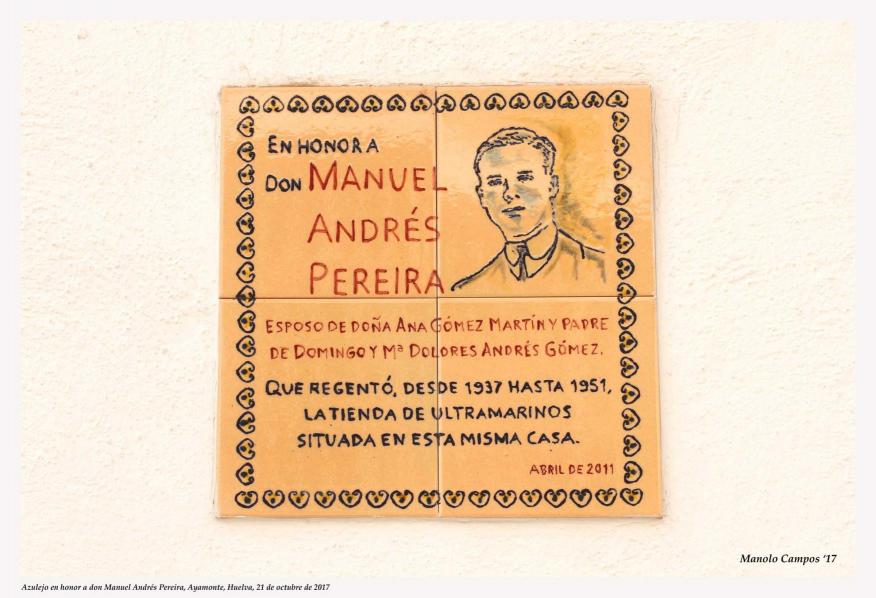 EN HONOR A
DON MANUEL
ANDRÉS
PEREIRA
ESPOSO DE DOÑA ANA GÓMEZ MARTÍN Y PADRE
DE DOMINGO Y Mª DOLORES ANDRÉS GÓMEZ.
QUE REGENTÓ, DESDE 1937 HASTA 1951,
LA TIENDA DE ULTRAMARINOS
SITUADA EN ESTA MISMA CASA.
ABRIL DE 2011
Manolo Campos '17
Azulejo en honor a don Manuel Andrés Pereira, Ayamonte, Huelva, 21 de octubre de 2017